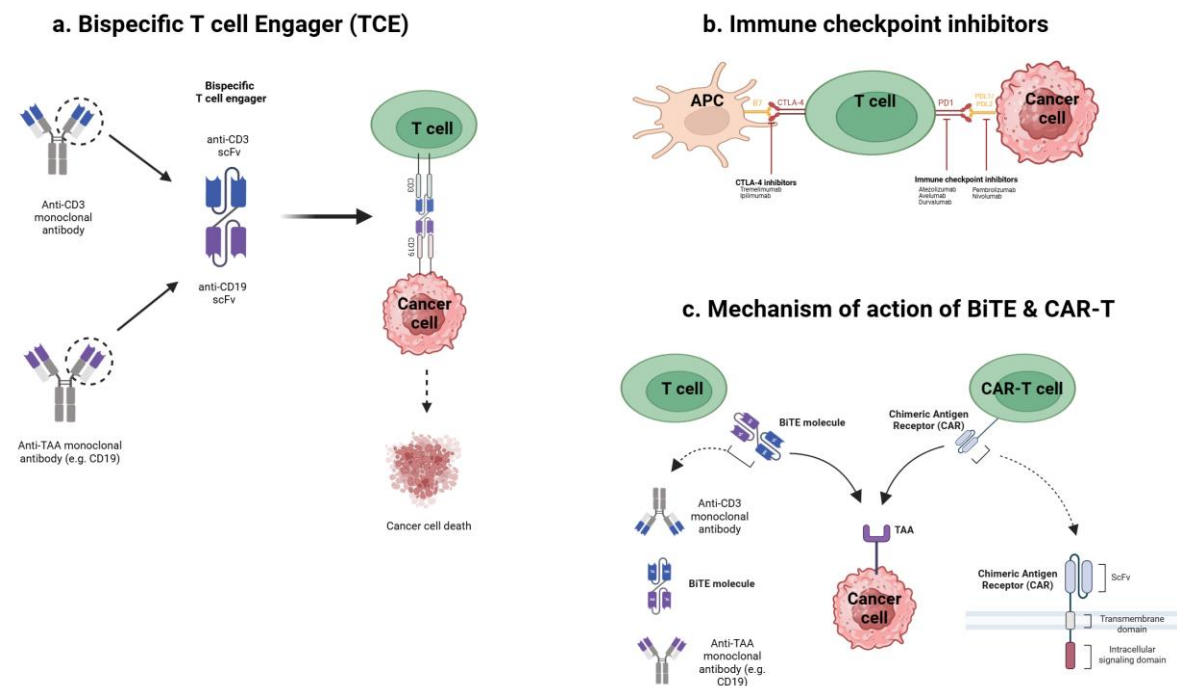 a. Bispecific T cell Engager (TCE)
Bispecific
T cell engager
anti-CD3
scFv
Anti-CD3
monoclonal
antibody
anti-CD19
scFv
Anti-TAA monoclonal
antibody (e.g. CD19)
T cell
CD3
CD19
Cancer
cell
Cancer cell death
b. Immune checkpoint inhibitors
APC
B7
CTLA-4
T cell
PD1
PDL1/
PDL2
Cancer
cell
CTLA-4 inhibitors
Tremelimumab
Ipilimumab
Immune checkpoint inhibitors
Atezolizumab
Avelumab
Durvalumab
Pembrolizumab
Nivolumab
c. Mechanism of action of BiTE & CAR-T
T cell
BiTE molecule
CAR-T cell
Chimeric Antigen
Receptor (CAR)
Anti-CD3
monoclonal
antibody
BiTE molecule
Anti-TAA
monoclonal
antibody (e.g.
CD19)
TAA
Cancer
cell
Chimeric Antigen
Receptor (CAR)
ScFv
Transmembrane
domain
Intracellular
signaling domain